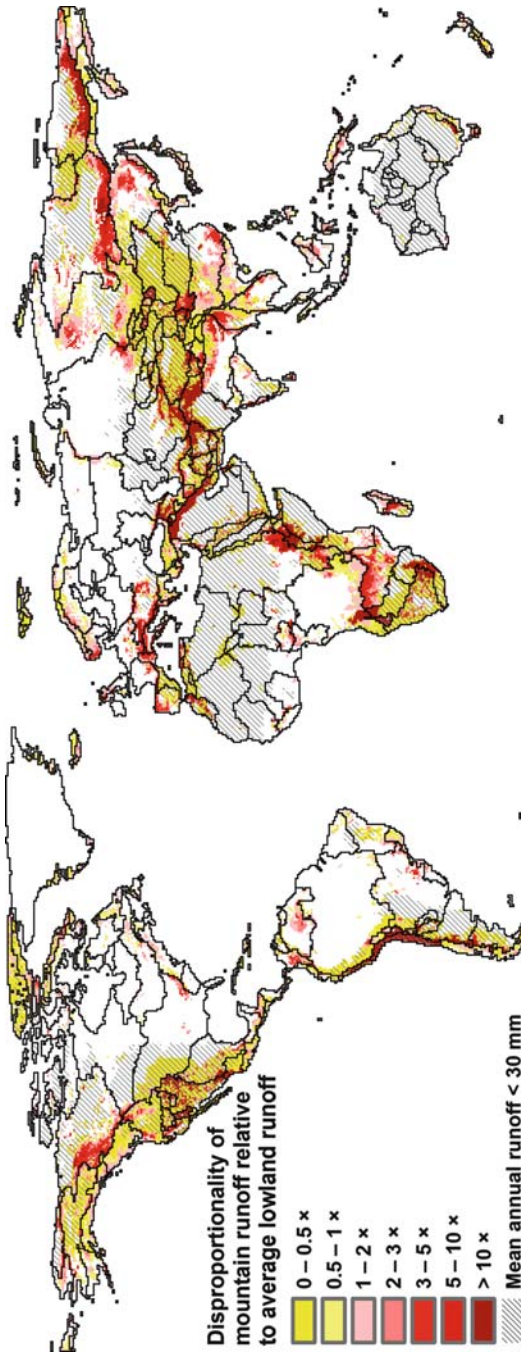 Disproportionality of
mountain runoff relative
to average lowland runoff
0 – 0.5 ×
0.5 – 1 ×
1 – 2 ×
2 – 3 ×
3 – 5 ×
5 – 10 ×
> 10 ×
Mean annual runoff < 30 mm